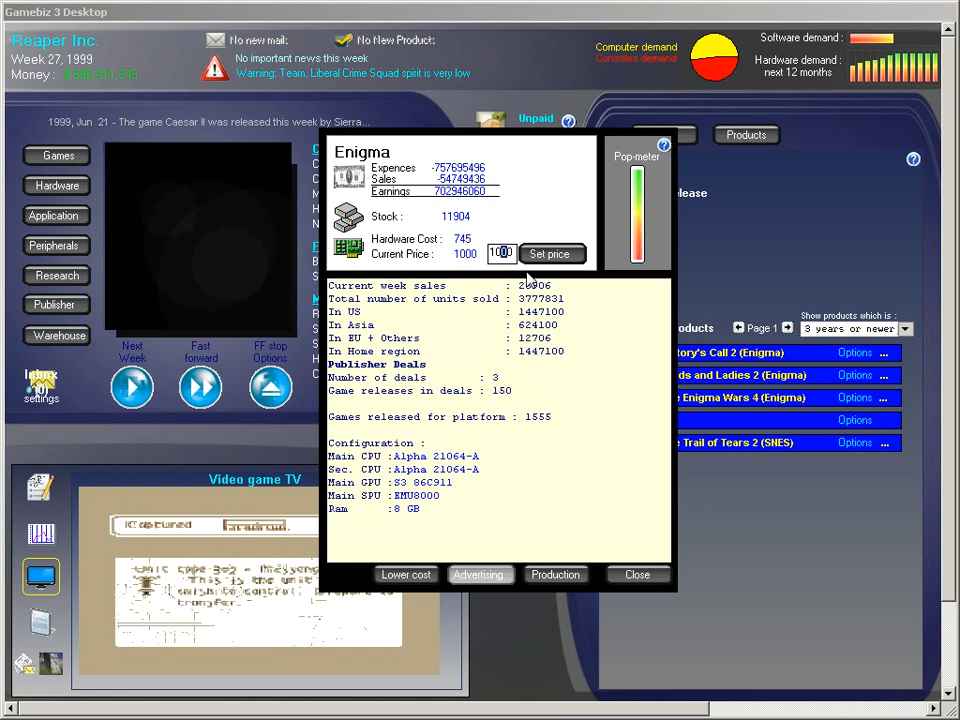 Gamebiz 3 Desktop
Reaper Inc.
Week 27, 1999
Money :
No new mail:
No New Product:
No important news this week
Warning: Team, Liberal Crime Squad spirit is very low
Computer demand
Consoles demand
Software demand :
Hardware demand :
next 12 months
1999, Jun 21 - The game Caesar II was released this week by Sierra...
Unpaid
Products
Games
Hardware
Application
Peripherals
Research
Publisher
Warehouse
Next
Week
Fast
forward
FF stop
Options
Inbox
(0)
settings
Enigma
Expences -757695496
Sales -54749436
Earnings 702946060
Stock : 11904
Hardware Cost : 745
Current Price : 1000
1000
Set price
Pop-meter
Current week sales :
Total number of units sold : 3777831
In US : 1447100
In Asia : 624100
In EU + Others : 12706
In Home region : 1447100
Publisher Deals
Number of deals : 3
Game releases in deals : 150
Games released for platform : 1555
Configuration :
Main CPU :Alpha 21064-A
Sec. CPU :Alpha 21064-A
Main GPU :S3 86C911
Main SPU :EMU8000
Ram :8 GB
Lower cost
Advertising
Production
Close
elease
oducts
Page 1
Show products which is :
3 years or newer
tory's Call 2 (Enigma) Options ...
ds and Ladies 2 (Enigma) Options ...
e Enigma Wars 4 (Enigma) Options ...
Options
e Trail of Tears 2 (SNES) Options ...
Video game TV